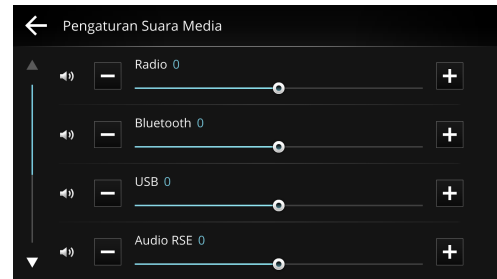 Pengaturan Suara Media
Radio 0
Bluetooth 0
USB 0
Audio RSE 0